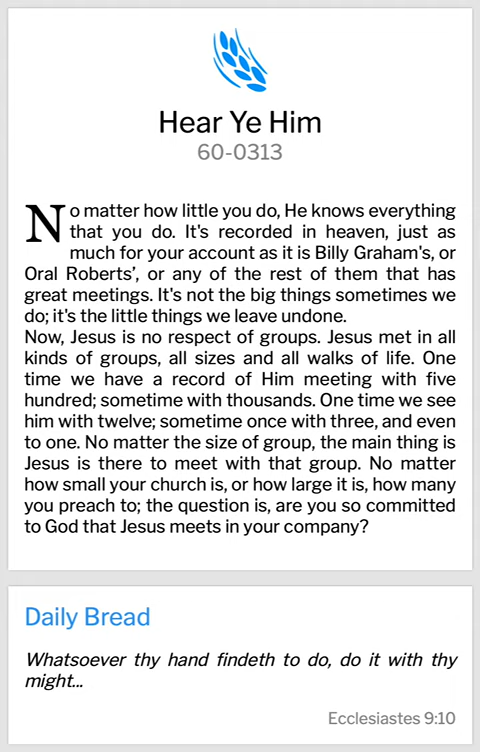 Hear Ye Him
60-0313
No matter how little you do, He knows everything
that you do. It's recorded in heaven, just as
much for your account as it is Billy Graham's, or
Oral Roberts’, or any of the rest of them that has
great meetings. It's not the big things sometimes we
do; it's the little things we leave undone.
Now, Jesus is no respect of groups. Jesus met in all
kinds of groups, all sizes and all walks of life. One
time we have a record of Him meeting with five
hundred; sometime with thousands. One time we see
him with twelve; sometime once with three, and even
to one. No matter the size of group, the main thing is
Jesus is there to meet with that group. No matter
how small your church is, or how large it is, how many
you preach to; the question is, are you so committed
to God that Jesus meets in your company?
Daily Bread
Whatsoever thy hand findeth to do, do it with thy
might...
Ecclesiastes 9:10